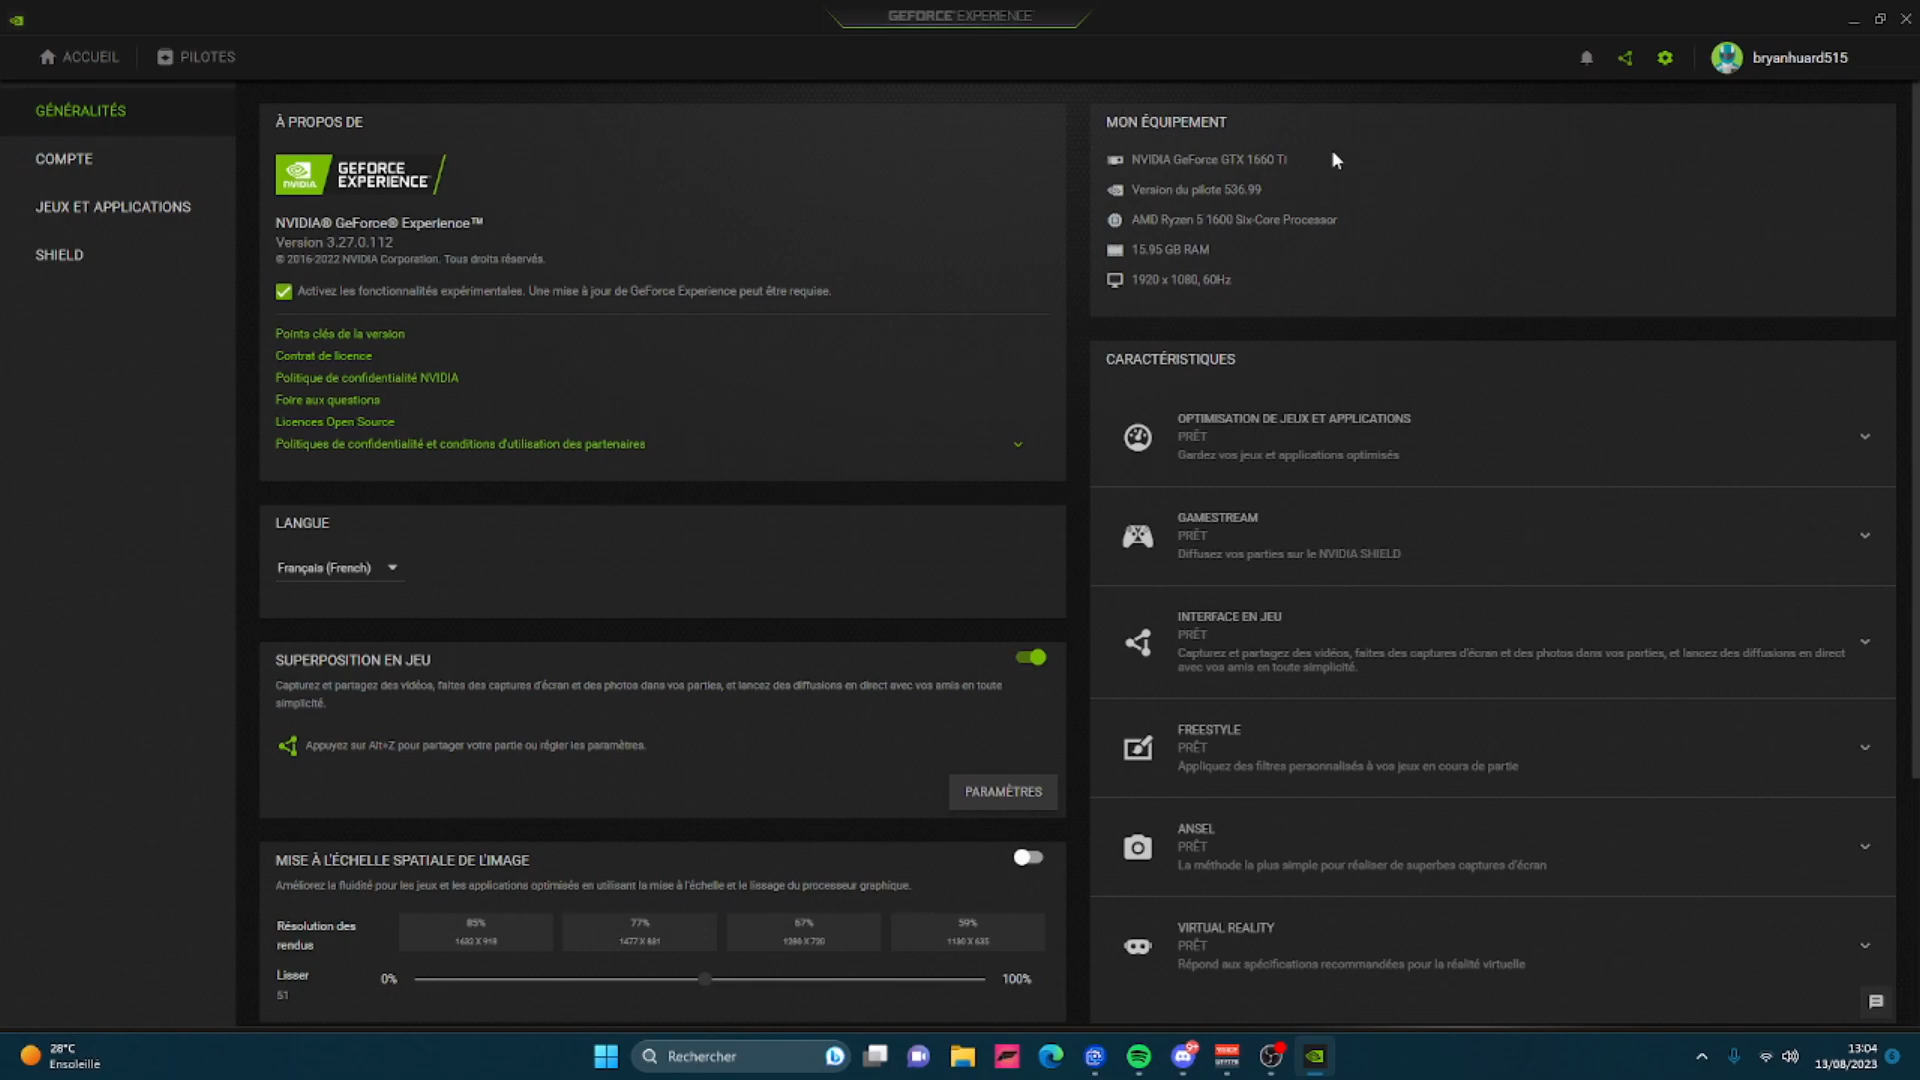 GEFORCE EXPERIENCE
ACCUEIL
PILOTES
bryanhuard515
GÉNÉRALITÉS
COMPTE
JEUX ET APPLICATIONS
SHIELD
À PROPOS DE
NVIDIA
GEFORCE
EXPERIENCE
NVIDIA® GeForce® Experience™
Version 3.27.0.112
© 2016-2022 NVIDIA Corporation. Tous droits réservés.
Activez les fonctionnalités expérimentales. Une mise à jour de GeForce Experience peut être requise.
Points clés de la version
Contrat de licence
Politique de confidentialité NVIDIA
Foire aux questions
Licences Open Source
Politiques de confidentialité et conditions d'utilisation des partenaires
LANGUE
Français (French)
SUPERPOSITION EN JEU
Capturez et partagez des vidéos, faites des captures d'écran et des photos dans vos parties, et lancez des diffusions en direct avec vos amis en toute
simplicité.
Appuyez sur Alt+Z pour partager votre partie ou régler les paramètres.
PARAMÈTRES
MISE À L'ÉCHELLE SPATIALE DE L'IMAGE
Améliorez la fluidité pour les jeux et les applications optimisés en utilisant la mise à l'échelle et le lissage du processeur graphique.
Résolution des
rendus
85%
1632 X 918
77%
1477 X 831
67%
1280 X 720
59%
1130 X 635
Lisser
51
0%
100%
MON ÉQUIPEMENT
NVIDIA GeForce GTX 1660 Ti
Version du pilote 536.99
AMD Ryzen 5 1600 Six-Core Processor
15.95 GB RAM
1920 x 1080, 60Hz
CARACTÉRISTIQUES
OPTIMISATION DE JEUX ET APPLICATIONS
PRÊT
Gardez vos jeux et applications optimisés
GAMESTREAM
PRÊT
Diffusez vos parties sur le NVIDIA SHIELD
INTERFACE EN JEU
PRÊT
Capturez et partagez des vidéos, faites des captures d'écran et des photos dans vos parties, et lancez des diffusions en direct
avec vos amis en toute simplicité.
FREESTYLE
PRÊT
Appliquez des filtres personnalisés à vos jeux en cours de partie
ANSEL
PRÊT
La méthode la plus simple pour réaliser de superbes captures d'écran
VIRTUAL REALITY
PRÊT
Répond aux spécifications recommandées pour la réalité virtuelle
28°C
Ensoleillé
Rechercher
9+
13:04
13/08/2023